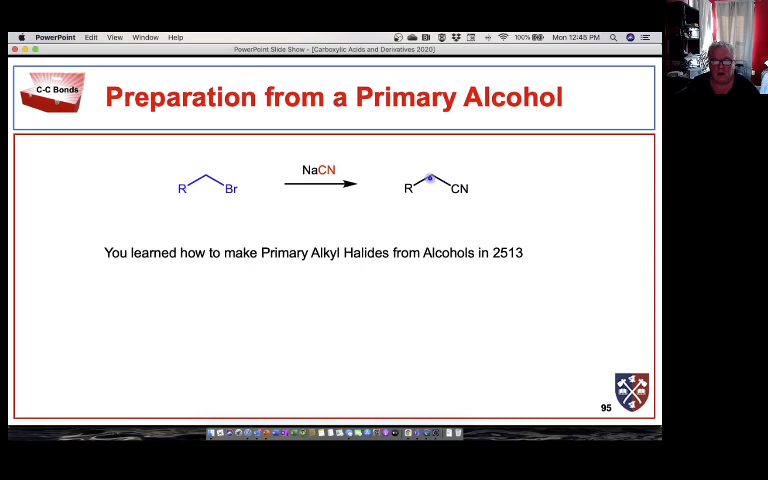 PowerPoint Edit View Window Help
100% Mon 12:45 PM
PowerPoint Slide Show - [Carboxylic Acids and Derivatives 2020]
C-C Bonds
Preparation from a Primary Alcohol
NaCN
R Br R CN
You learned how to make Primary Alkyl Halides from Alcohols in 2513
95